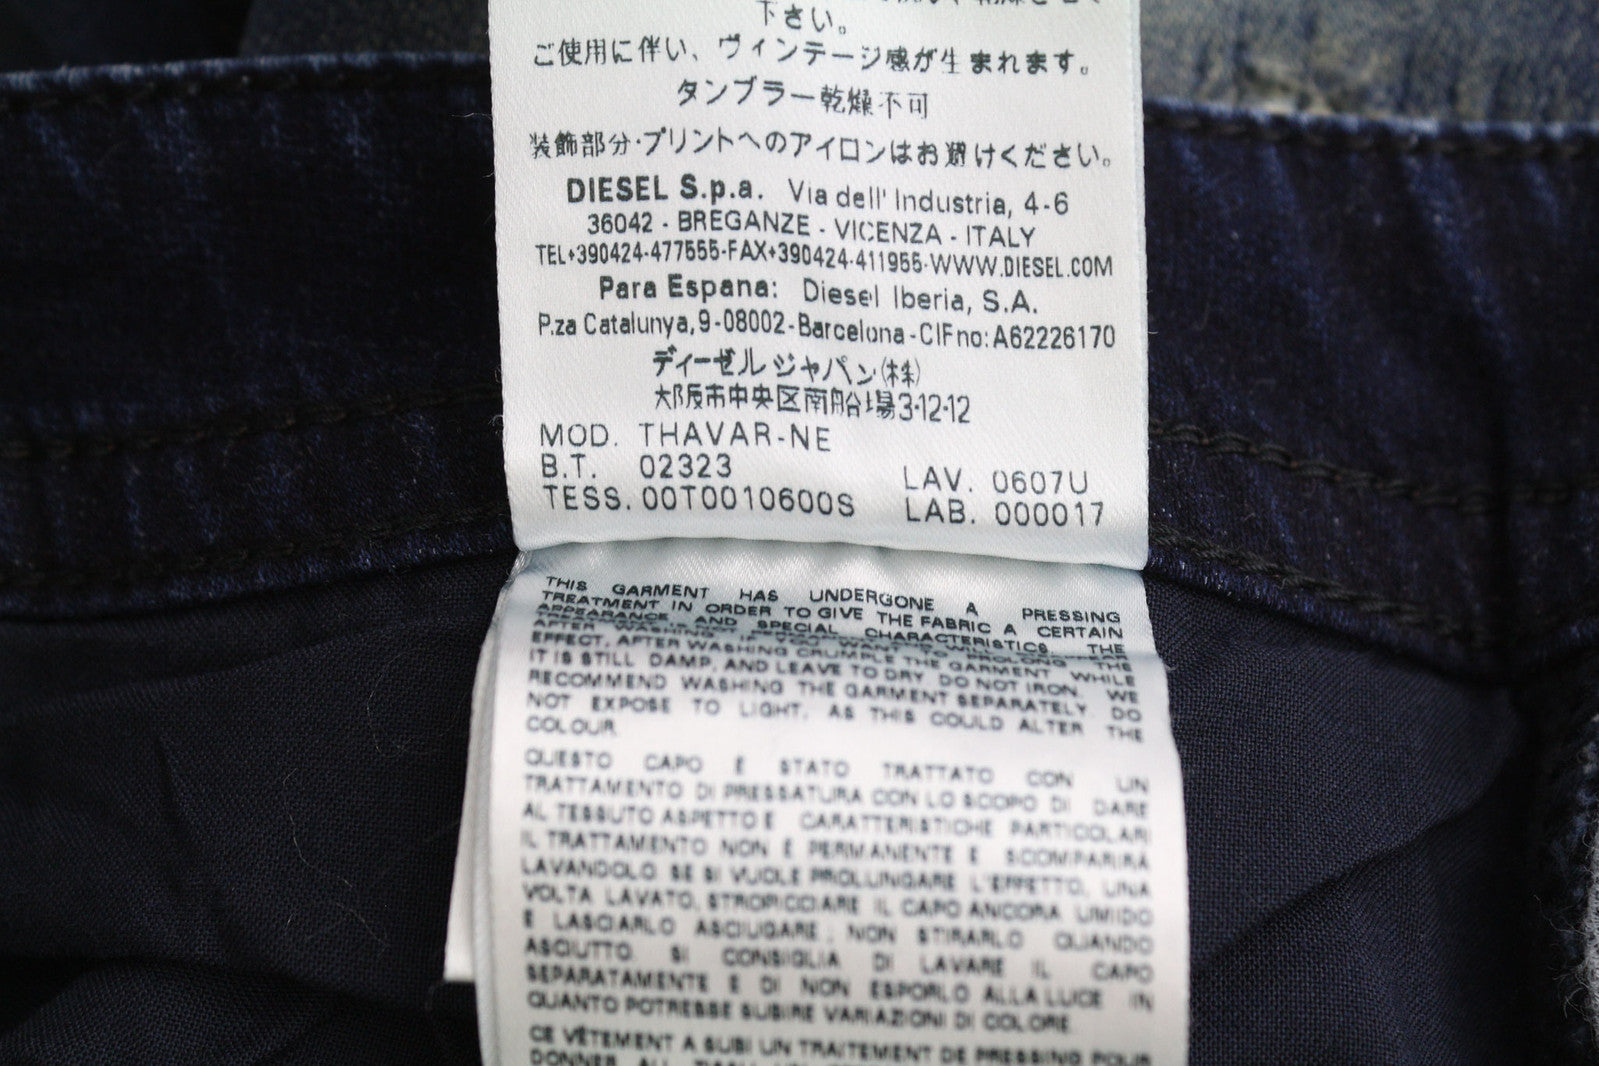 下さい。
ご使用に伴い、ヴィンテージ感が生まれます。
タンブラー乾燥不可
装飾部分・プリントへのアイロンはお避けください。
DIESEL S.p.a. Via dell' Industria, 4-6
36042 - BREGANZE - VICENZA - ITALY
TEL+390424-477555-FAX+390424-411955-WWW.DIESEL.COM
Para Espana: Diesel Iberia, S.A.
P.za Catalunya,9-08002-Barcelona-CIF no: A62226170
ディーゼル ジャパン(株)
大阪市中央区南船場3-12-12
MOD. THAVAR-NE
B.T. 02323 LAV. 0607U
TESS. 00T0010600S LAB. 000017
THIS GARMENT HAS UNDERGONE A PRESSING
TREATMENT IN ORDER TO GIVE THE FABRIC A CERTAIN
APPEARANCE AND SPECIAL CHARACTERISTICS. THE
EFFECT, AFTER WASHING CRUMPLE THE GARMENT WHILE
IT IS STILL DAMP, AND LEAVE TO DRY. DO NOT IRON. WE
RECOMMEND WASHING THE GARMENT SEPARATELY. DO
NOT EXPOSE TO LIGHT, AS THIS COULD ALTER THE
COLOUR.
QUESTO CAPO È STATO TRATTATO CON UN
TRATTAMENTO DI PRESSATURA CON LO SCOPO DI DARE
AL TESSUTO ASPETTO E CARATTERISTICHE PARTICOLARI
IL TRATTAMENTO NON È PERMANENTE E SCOMPARIRÀ
LAVANDOLO. SE SI VUOLE PROLUNGARE L'EFFETTO, UNA
VOLTA LAVATO, STROPICCIARE IL CAPO ANCORA UMIDO
E LASCIARLO ASCIUGARE; NON STIRARLO QUANDO
ASCIUTTO. SI CONSIGLIA DI LAVARE IL CAPO
SEPARATAMENTE E DI NON ESPORLO ALLA LUCE IN
QUANTO POTREBBE SUBIRE VARIAZIONI DI COLORE.
CE VÊTEMENT A SUBI UN TRAITEMENT DE PRESSING POUR
DONNER